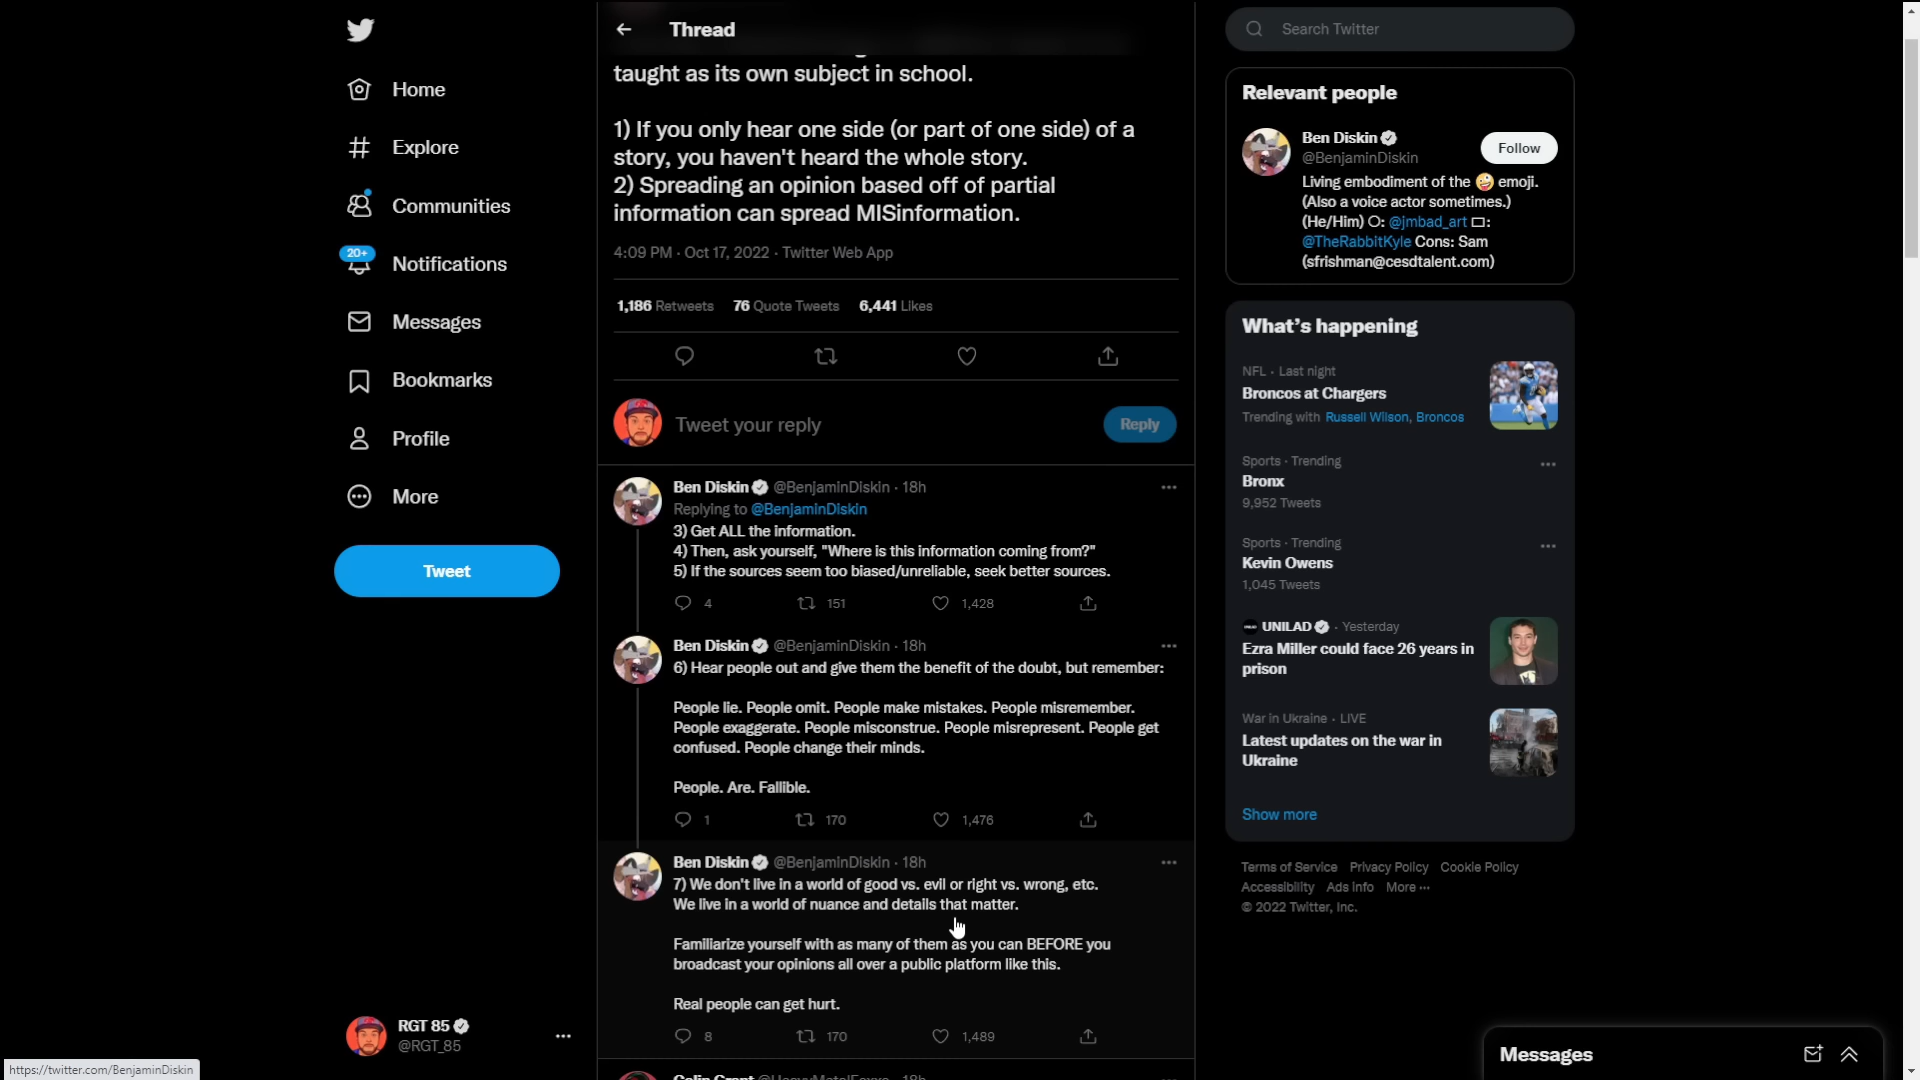 Home
Explore
Communities
20+
Notifications
Messages
Bookmarks
Profile
More
Tweet
RGT 85
@RGT_85
https://twitter.com/BenjaminDiskin
Thread
taught as its own subject in school.
1) If you only hear one side (or part of one side) of a
story, you haven't heard the whole story.
2) Spreading an opinion based off of partial
information can spread MISinformation.
4:09 PM · Oct 17, 2022 · Twitter Web App
1,186 Retweets 76 Quote Tweets 6,441 Likes
Tweet your reply
Reply
Ben Diskin @BenjaminDiskin · 18h
Replying to @BenjaminDiskin
3) Get ALL the information.
4) Then, ask yourself, "Where is this information coming from?"
5) If the sources seem too biased/unreliable, seek better sources.
4 151 1,428
Ben Diskin @BenjaminDiskin · 18h
6) Hear people out and give them the benefit of the doubt, but remember:
People lie. People omit. People make mistakes. People misremember.
People exaggerate. People misconstrue. People misrepresent. People get
confused. People change their minds.
People. Are. Fallible.
1 170 1,476
Ben Diskin @BenjaminDiskin · 18h
7) We don't live in a world of good vs. evil or right vs. wrong, etc.
We live in a world of nuance and details that matter.
Familiarize yourself with as many of them as you can BEFORE you
broadcast your opinions all over a public platform like this.
Real people can get hurt.
8 170 1,489
Search Twitter
Relevant people
Ben Diskin
@BenjaminDiskin
Follow
Living embodiment of the 🤪 emoji.
(Also a voice actor sometimes.)
(He/Him) O: @jmbad_art □:
@TheRabbitKyle Cons: Sam
(sfrishman@cesdtalent.com)
What's happening
NFL · Last night
Broncos at Chargers
Trending with Russell Wilson, Broncos
Sports · Trending
Bronx
9,952 Tweets
Sports · Trending
Kevin Owens
1,045 Tweets
UNILAD · Yesterday
Ezra Miller could face 26 years in
prison
War in Ukraine · LIVE
Latest updates on the war in
Ukraine
Show more
Terms of Service Privacy Policy Cookie Policy
Accessibility Ads info More ···
© 2022 Twitter, Inc.
Messages